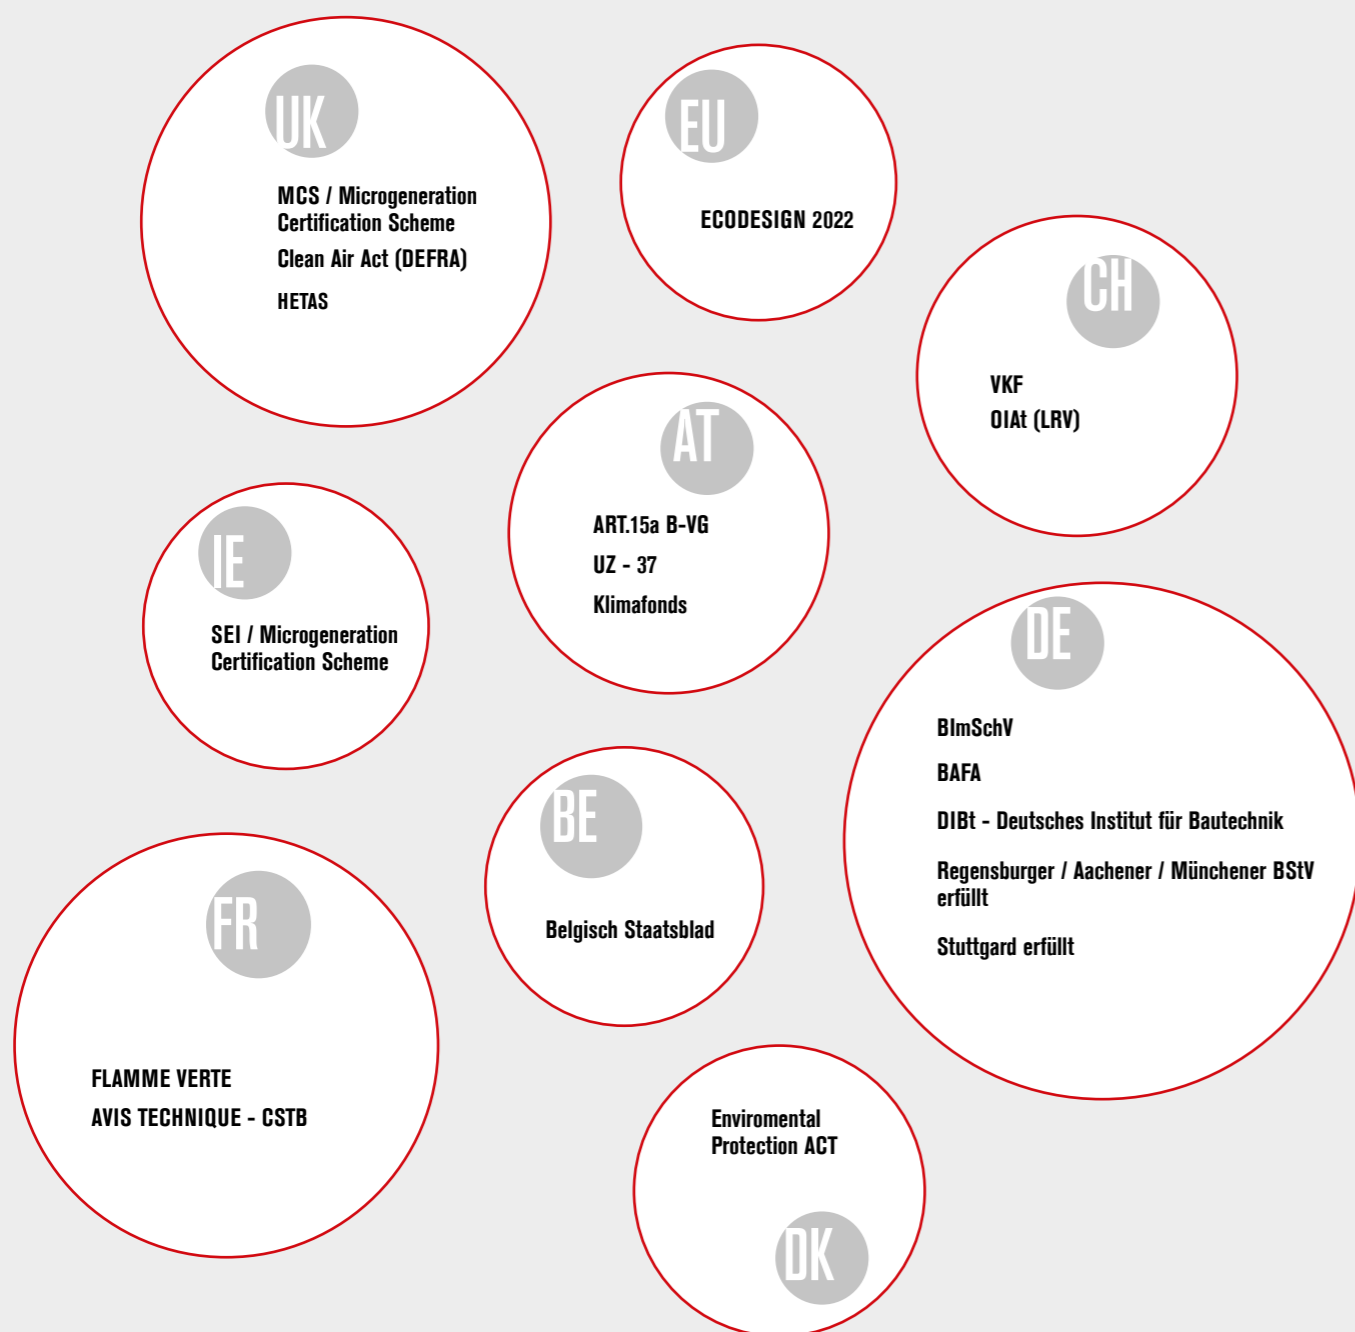 UK
MCS / Microgeneration
Certification Scheme
Clean Air Act (DEFRA)
HETAS
EU
ECODESIGN 2022
CH
VKF
OIAt (LRV)
AT
ART.15a B-VG
UZ - 37
Klimafonds
IE
SEI / Microgeneration
Certification Scheme
DE
BImSchV
BAFA
DIBt - Deutsches Institut für Bautechnik
Regensburger / Aachener / Münchener BStV
erfüllt
Stuttgard erfüllt
BE
Belgisch Staatsblad
FR
FLAMME VERTE
AVIS TECHNIQUE - CSTB
Enviromental
Protection ACT
DK